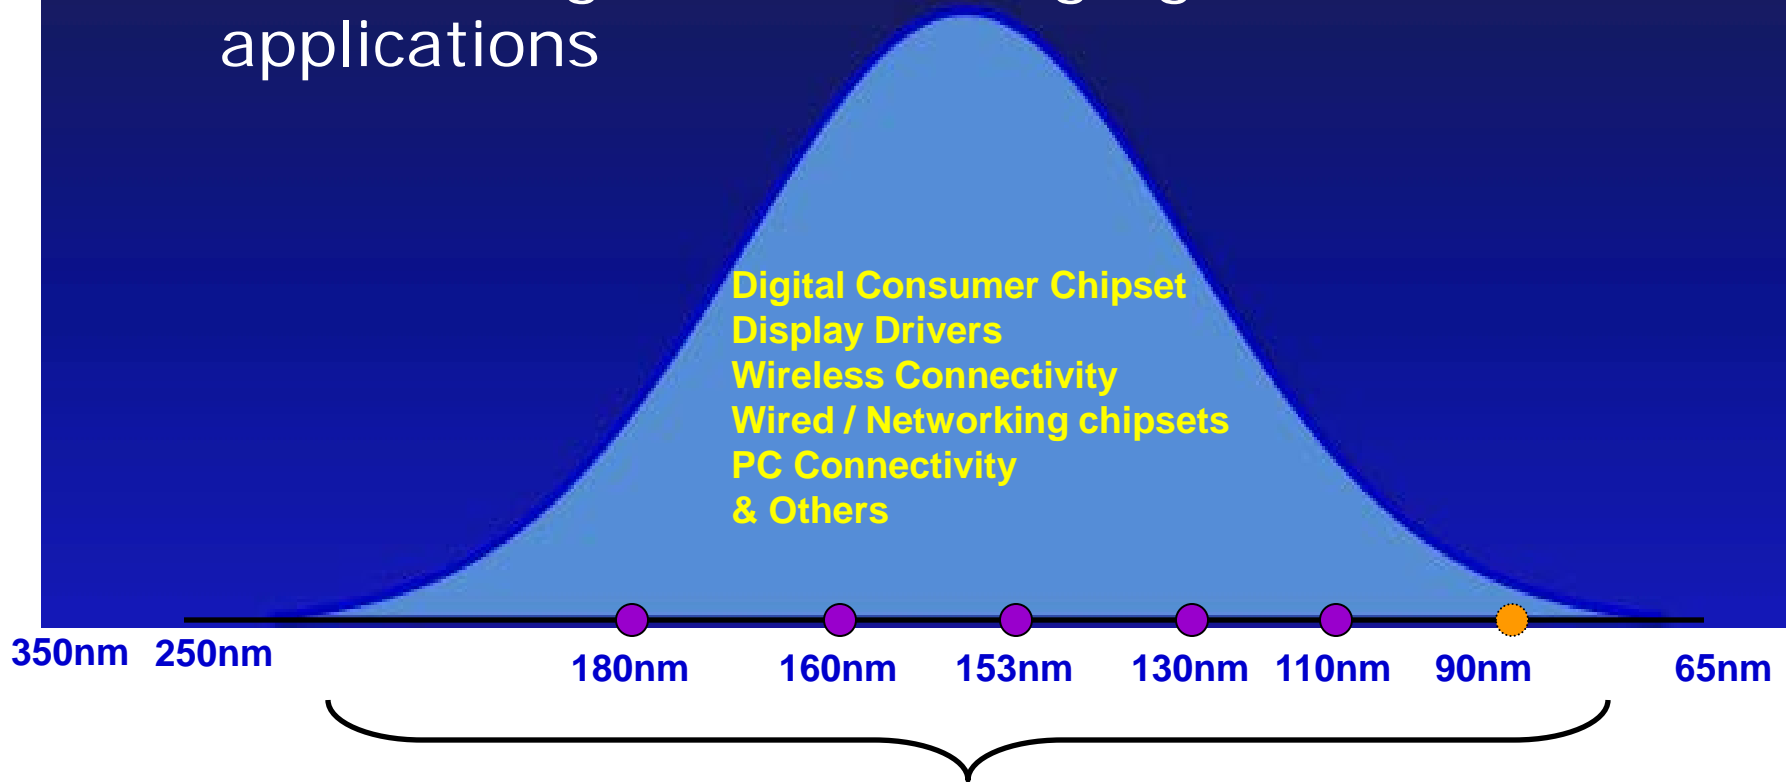 applications
Digital Consumer Chipset
Display Drivers
Wireless Connectivity
Wired / Networking chipsets
PC Connectivity
& Others
350nm 250nm 180nm 160nm 153nm 130nm 110nm 90nm 65nm